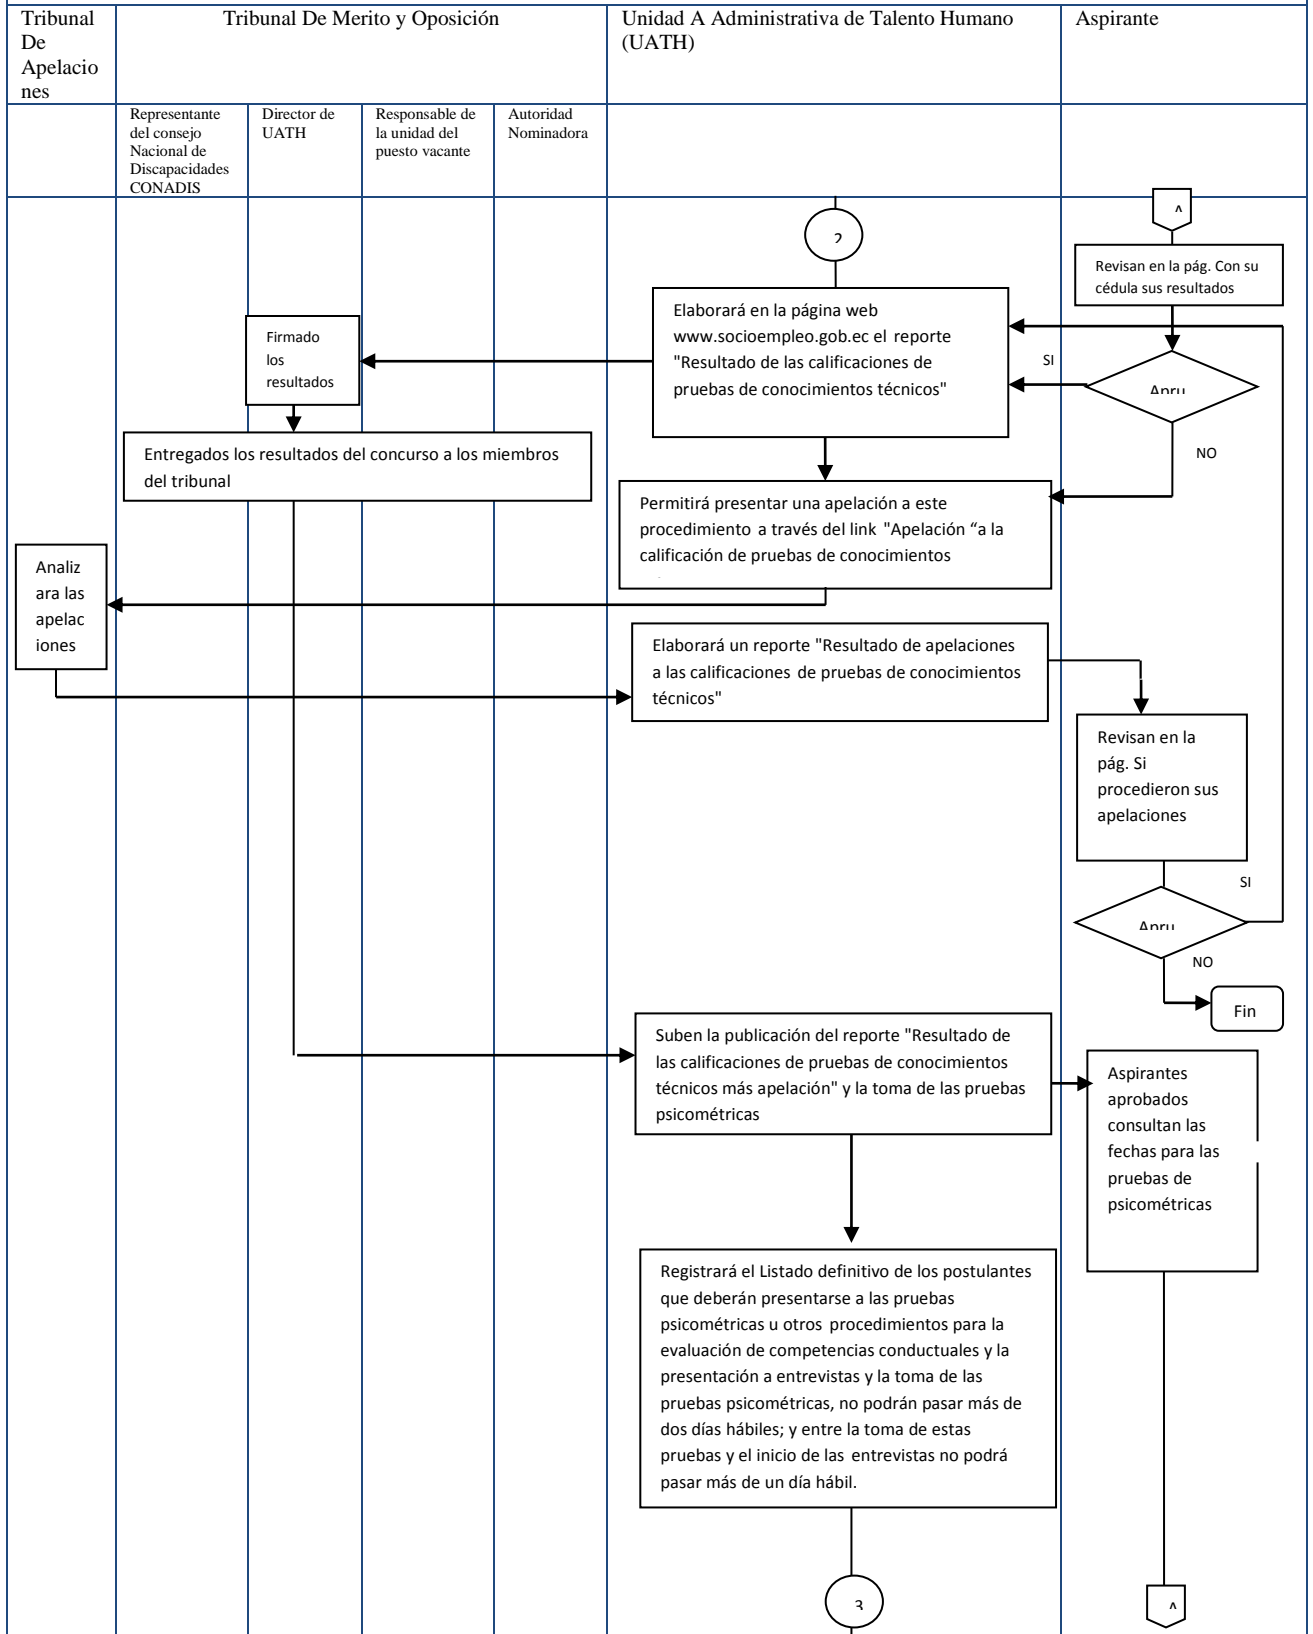 Tribunal
De
Apelacio
nes
Tribunal De Merito y Oposición
Unidad A Administrativa de Talento Humano
(UATH)
Aspirante
Representante
del consejo
Nacional de
Discapacidades
CONADIS
Director de
UATH
Responsable de
la unidad del
puesto vacante
Autoridad
Nominadora
2
A
Revisan en la pág. Con su
cédula sus resultados
Elaborará en la página web
www.socioempleo.gob.ec el reporte
"Resultado de las calificaciones de
pruebas de conocimientos técnicos"
Firmado
los
resultados
SI
Apru
NO
Entregados los resultados del concurso a los miembros
del tribunal
Permitirá presentar una apelación a este
procedimiento a través del link "Apelación “a la
calificación de pruebas de conocimientos
Analiz
ara las
apelac
iones
Elaborará un reporte "Resultado de apelaciones
a las calificaciones de pruebas de conocimientos
técnicos"
Revisan en la
pág. Si
procedieron sus
apelaciones
SI
Apru
NO
Fin
Suben la publicación del reporte "Resultado de
las calificaciones de pruebas de conocimientos
técnicos más apelación" y la toma de las pruebas
psicométricas
Aspirantes
aprobados
consultan las
fechas para las
pruebas de
psicométricas
Registrará el Listado definitivo de los postulantes
que deberán presentarse a las pruebas
psicométricas u otros procedimientos para la
evaluación de competencias conductuales y la
presentación a entrevistas y la toma de las
pruebas psicométricas, no podrán pasar más de
dos días hábiles; y entre la toma de estas
pruebas y el inicio de las entrevistas no podrá
pasar más de un día hábil.
3
A